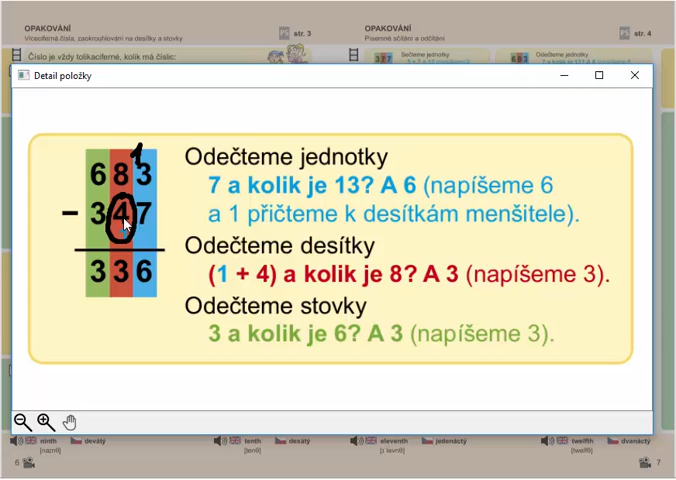 OPAKOVÁNÍ
Víceciferná čísla, zaokrouhlování na desítky a stovky
str. 3
OPAKOVÁNÍ
Písemné sčítání a odčítání
str. 4
Číslo je vždy tolikaciferné, kolik má číslic:
377
Sečteme jednotky
683
Odečteme jednotky
Detail položky
1
683
– 347
336
Odečteme jednotky
7 a kolik je 13? A 6 (napíšeme 6
a 1 přičteme k desítkám menšitele).
Odečteme desítky
(1 + 4) a kolik je 8? A 3 (napíšeme 3).
Odečteme stovky
3 a kolik je 6? A 3 (napíšeme 3).
ninth
devátý
tenth
desátý
eleventh
jedenáctý
twelfth
dvanáctý
6
7